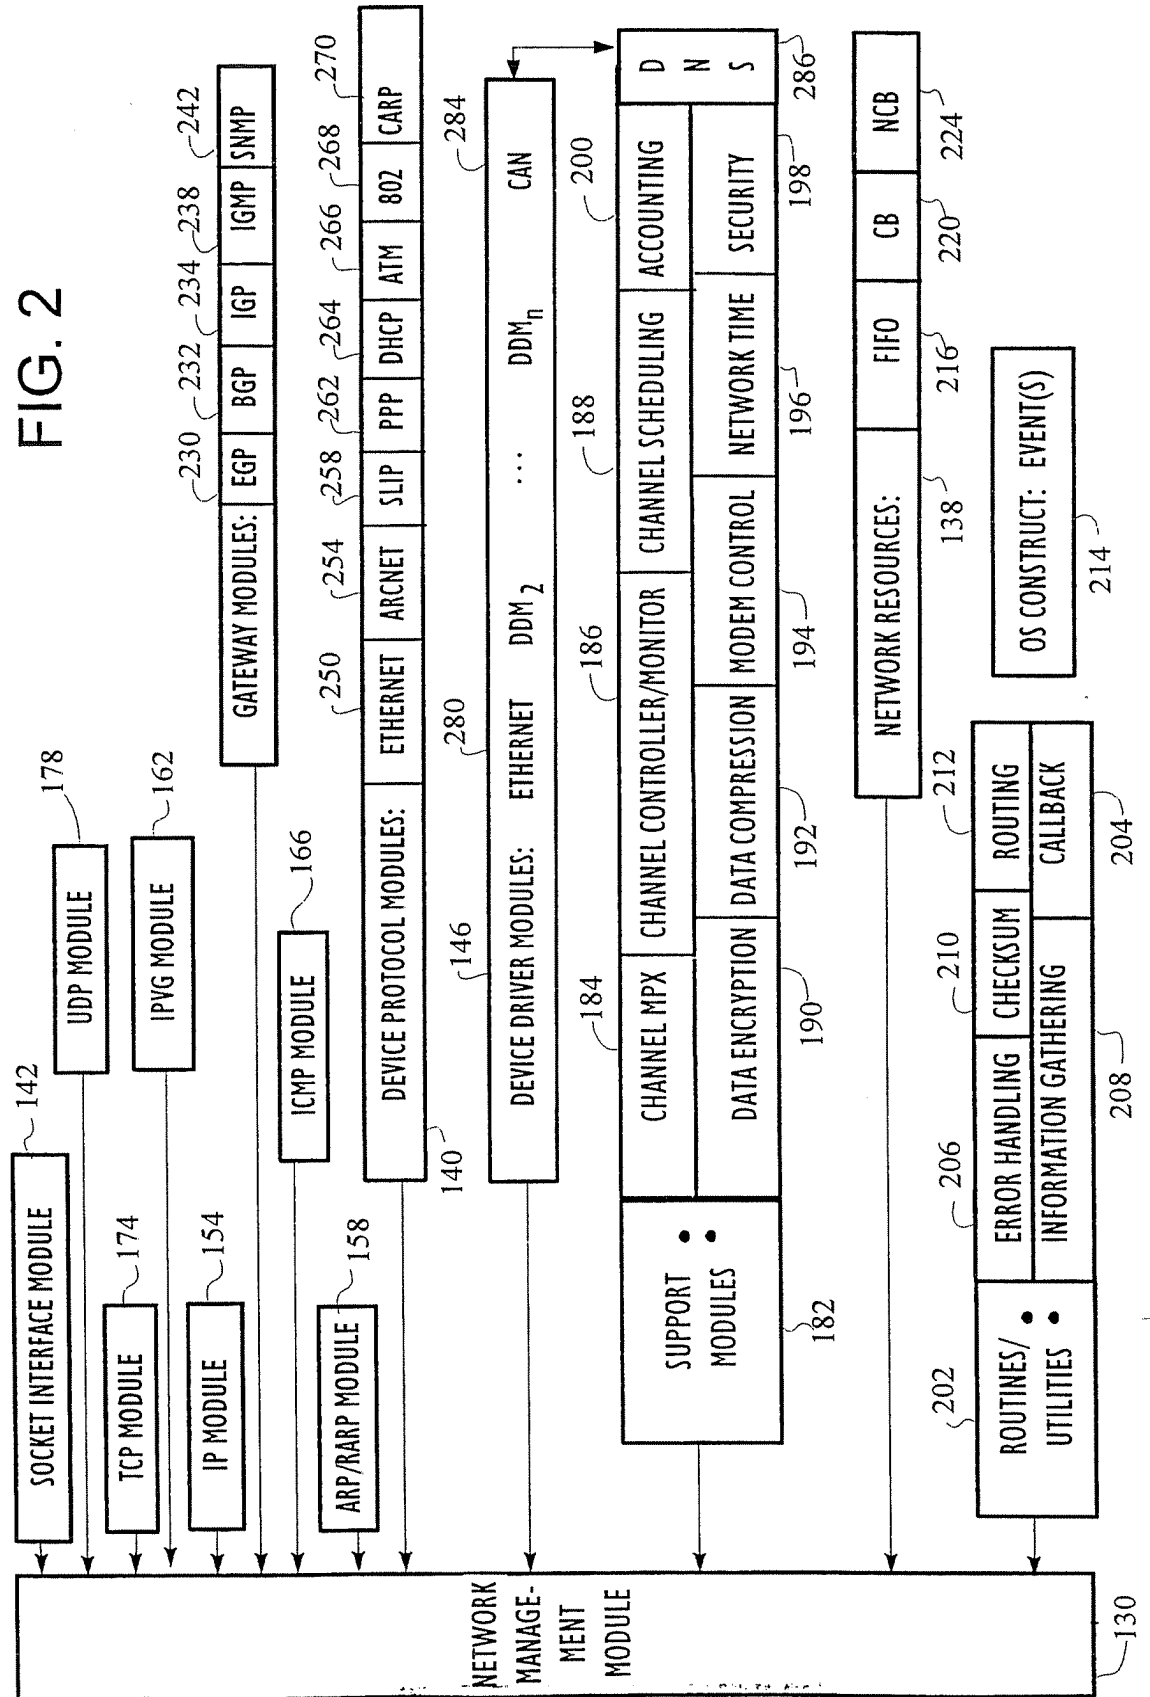 FIG. 2
NETWORK
MANAGE-
MENT
MODULE
130
SOCKET INTERFACE MODULE
142
UDP MODULE
178
TCP MODULE
174
IPVG MODULE
162
IP MODULE
154
GATEWAY MODULES:
EGP
BGP
IGP
IGMP
SNMP
230
232
234
238
242
ICMP MODULE
166
ARP/RARP MODULE
158
DEVICE PROTOCOL MODULES:
ETHERNET
ARCNET
SLIP
PPP
DHCP
ATM
802
CARP
140
250
254
258
262
264
266
268
270
DEVICE DRIVER MODULES: ETHERNET DDM2 ... DDMn CAN
146
280
284
SUPPORT
MODULES
182
CHANNEL MPX
CHANNEL CONTROLLER/MONITOR
CHANNEL SCHEDULING
ACCOUNTING
184
186
188
200
DATA ENCRYPTION
DATA COMPRESSION
MODEM CONTROL
NETWORK TIME
SECURITY
190
192
194
196
198
D
N
S
286
NETWORK RESOURCES:
FIFO
CB
NCB
138
216
220
224
ROUTINES/
UTILITIES
202
ERROR HANDLING
CHECKSUM
ROUTING
206
210
212
INFORMATION GATHERING
CALLBACK
208
204
OS CONSTRUCT: EVENT(S)
214